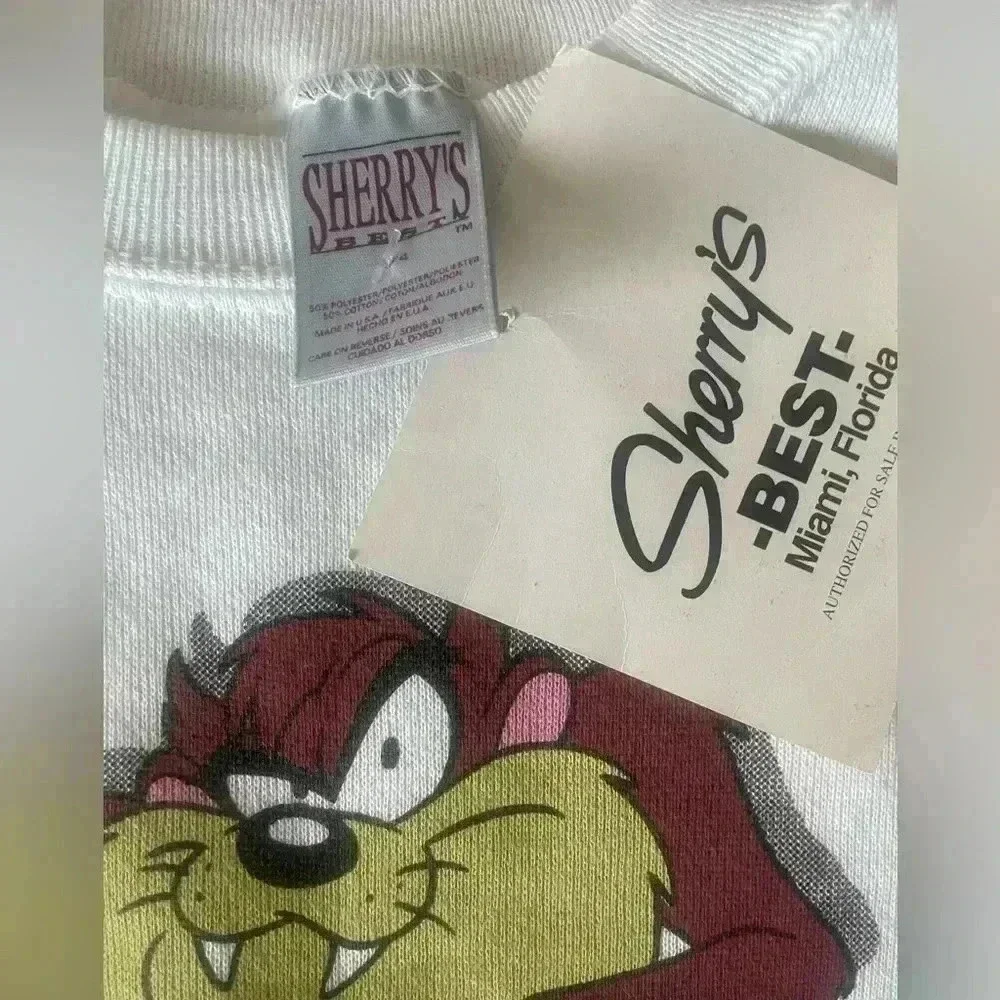 SHERRY'S
BEST
TM
50% POLYESTER/POLYESTER/POLIESTER
50% COTTON/COTON/ALGODON
MADE IN U.S.A. / FABRIQUE AUX E.U.
HECHO EN E.U.A.
CARE ON REVERSE / SOINS AU REVERS
CUIDADO AL DORSO
Sherry's
-BEST-
Miami, Florida
AUTHORIZED FOR SALE